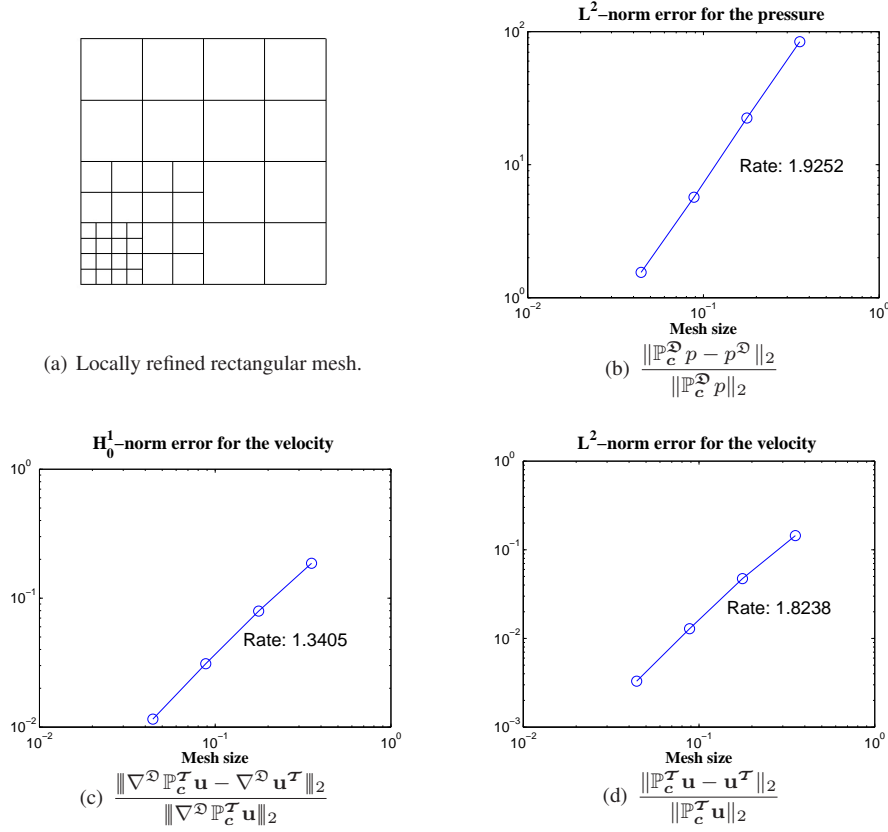 L²−norm error for the pressure
10²
10¹
10⁰
Rate: 1.9252
10⁻² 10⁻¹ 10⁰
Mesh size
(a) Locally refined rectangular mesh.
(b) ‖ℙ_𝒄^𝔇 p − p^𝔇‖₂ / ‖ℙ_𝒄^𝔇 p‖₂
H¹₀−norm error for the velocity
10⁰
10⁻¹
10⁻²
Rate: 1.3405
10⁻² 10⁻¹ 10⁰
Mesh size
(c) |||∇^𝔇 ℙ_𝒄^𝓣 𝐮 − ∇^𝔇 𝐮^𝓣|||₂ / |||∇^𝔇 ℙ_𝒄^𝓣 𝐮|||₂
L²−norm error for the velocity
10⁰
10⁻¹
10⁻²
10⁻³
Rate: 1.8238
10⁻² 10⁻¹ 10⁰
Mesh size
(d) ‖ℙ_𝒄^𝓣 𝐮 − 𝐮^𝓣‖₂ / ‖ℙ_𝒄^𝓣 𝐮‖₂